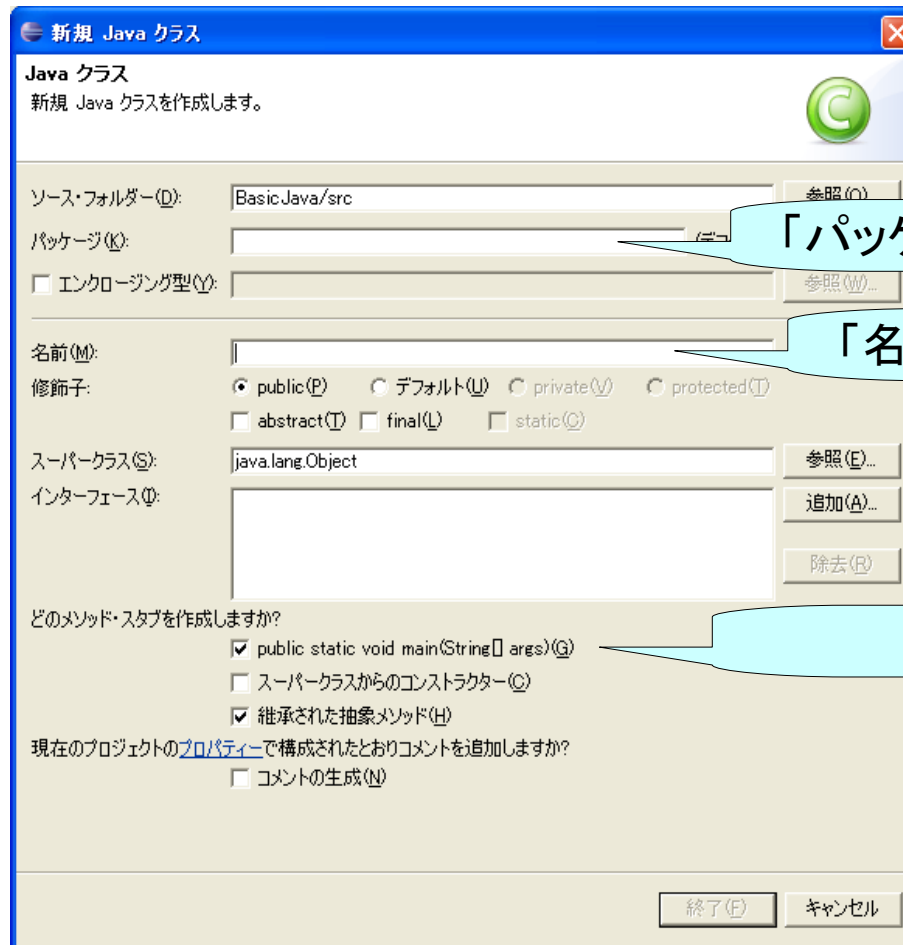 新規 Java クラス
Java クラス
新規 Java クラスを作成します。
ソース・フォルダー(D): BasicJava/src 参照(O)
パッケージ(K): 「パッ
エンクロージング型(Y): 参照(W)...
名前(M): 「名
修飾子: public(P) デフォルト(U) private(V) protected(T)
abstract(T) final(L) static(C)
スーパークラス(S): java.lang.Object 参照(E)...
インターフェース(I): 追加(A)...
除去(R)
どのメソッド・スタブを作成しますか?
public static void main(String[] args)(G)
スーパークラスからのコンストラクター(C)
継承された抽象メソッド(H)
現在のプロジェクトのプロパティーで構成されたとおりコメントを追加しますか?
コメントの生成(N)
終了(F) キャンセル